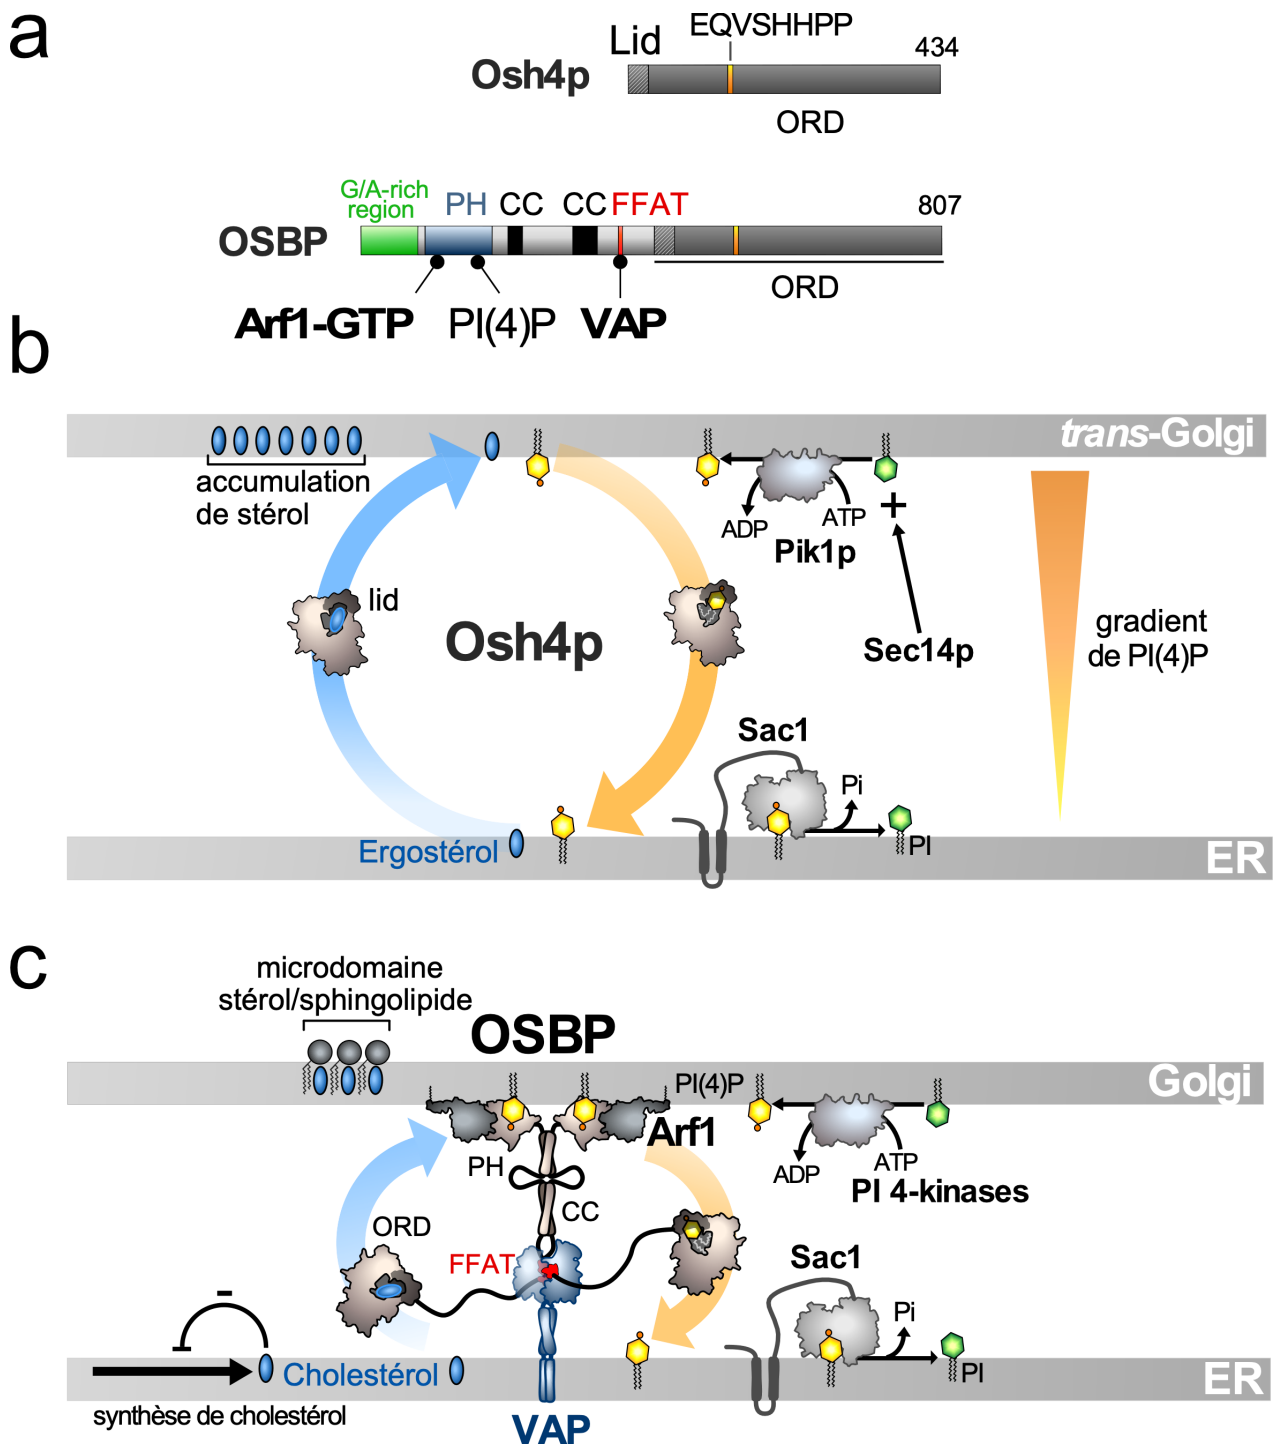 a
EQVSHHPP
Lid
434
Osh4p
ORD
G/A-rich
region
PH
CC
CC
FFAT
807
OSBP
ORD
Arf1-GTP
PI(4)P
VAP
b
trans-Golgi
accumulation
de stérol
ADP
ATP
+
Pik1p
lid
Osh4p
Sec14p
gradient
de PI(4)P
Sac1
Pi
Ergostérol
PI
ER
c
microdomaine
stérol/sphingolipide
OSBP
Golgi
PI(4)P
Arf1
PH
ADP
ATP
PI 4-kinases
CC
ORD
FFAT
Sac1
-
Pi
Cholestérol
PI
ER
synthèse de cholestérol
VAP